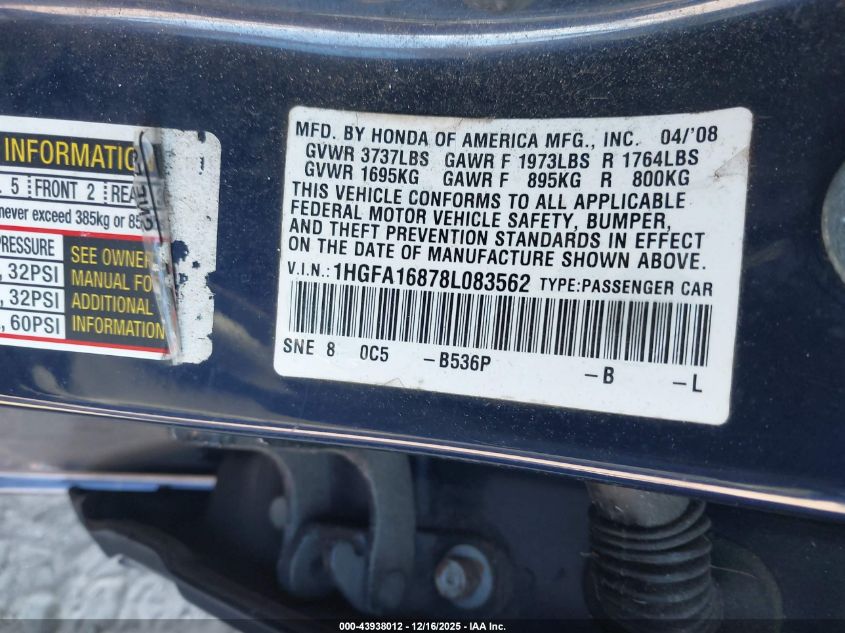 INFORMATIO
. 5 FRONT 2 REA
never exceed 385kg or 85
PRESSURE
SEE OWNER
, 32PSI MANUAL FOR
, 32PSI ADDITIONAL
, 60PSI INFORMATION
MFD. BY HONDA OF AMERICA MFG., INC. 04/'08
GVWR 3737LBS GAWR F 1973LBS R 1764LBS
GVWR 1695KG GAWR F 895KG R 800KG
THIS VEHICLE CONFORMS TO ALL APPLICABLE
FEDERAL MOTOR VEHICLE SAFETY, BUMPER,
AND THEFT PREVENTION STANDARDS IN EFFECT
ON THE DATE OF MANUFACTURE SHOWN ABOVE.
V.I.N.: 1HGFA16878L083562 TYPE:PASSENGER CAR
SNE 8 0C5 -B536P -B -L
000-43938012 - 12/16/2025 - IAA Inc.